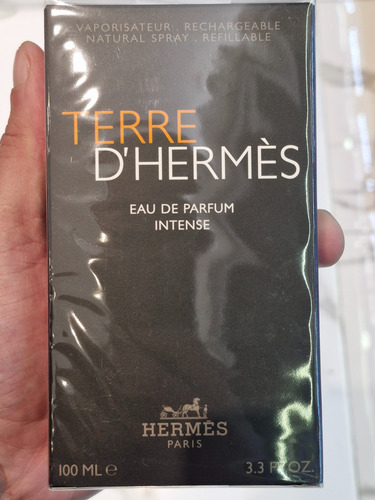 VAPORISATEUR . RECHARGEABLE
NATURAL SPRAY . REFILLABLE
TERRE
D'HERMÈS
EAU DE PARFUM
INTENSE
HERMÈS
PARIS
100 ML ℮ 3.3 FL OZ.